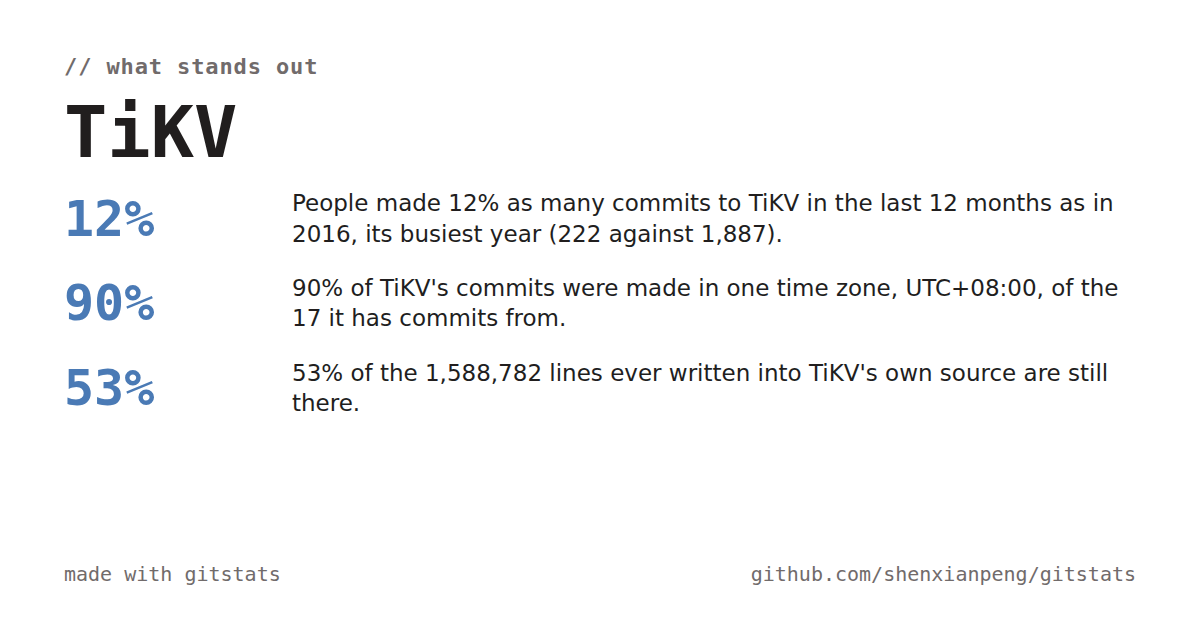 // what stands out
TiKV
12%
People made 12% as many commits to TiKV in the last 12 months as in
2016, its busiest year (222 against 1,887).
90%
90% of TiKV's commits were made in one time zone, UTC+08:00, of the
17 it has commits from.
53%
53% of the 1,588,782 lines ever written into TiKV's own source are still
there.
made with gitstats
github.com/shenxianpeng/gitstats